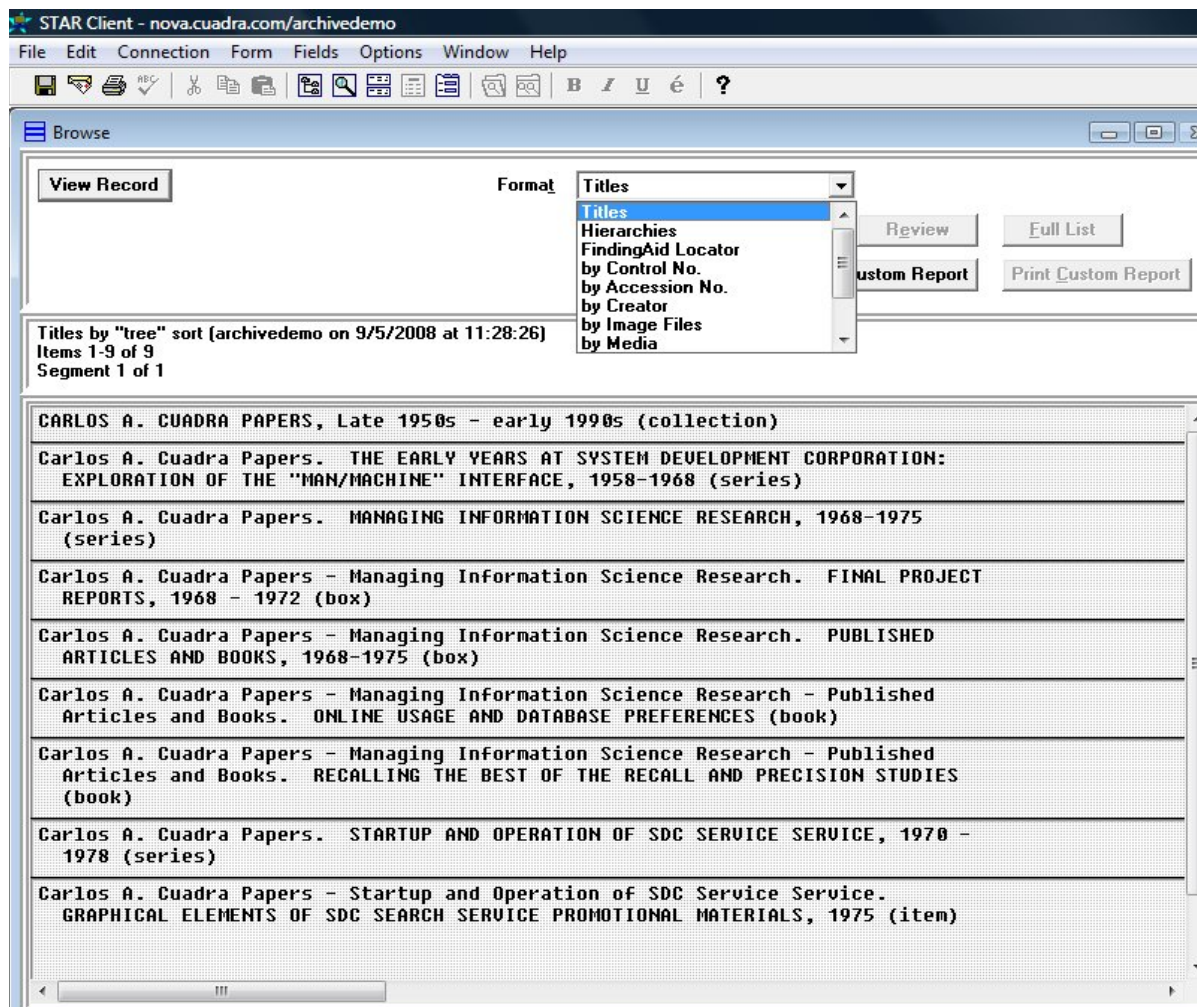 STAR Client - nova.cuadra.com/archivedemo
File Edit Connection Form Fields Options Window Help
ABC B I U é ?
Browse
View Record Format Titles
Titles
Hierarchies
FindingAid Locator
by Control No.
by Accession No.
by Creator
by Image Files
by Media
Review Full List
ustom Report Print Custom Report
Titles by "tree" sort (archivedemo on 9/5/2008 at 11:28:26)
Items 1-9 of 9
Segment 1 of 1
CARLOS A. CUADRA PAPERS, Late 1950s - early 1990s (collection)
Carlos A. Cuadra Papers. THE EARLY YEARS AT SYSTEM DEVELOPMENT CORPORATION:
EXPLORATION OF THE "MAN/MACHINE" INTERFACE, 1958-1968 (series)
Carlos A. Cuadra Papers. MANAGING INFORMATION SCIENCE RESEARCH, 1968-1975
(series)
Carlos A. Cuadra Papers - Managing Information Science Research. FINAL PROJECT
REPORTS, 1968 - 1972 (box)
Carlos A. Cuadra Papers - Managing Information Science Research. PUBLISHED
ARTICLES AND BOOKS, 1968-1975 (box)
Carlos A. Cuadra Papers - Managing Information Science Research - Published
Articles and Books. ONLINE USAGE AND DATABASE PREFERENCES (book)
Carlos A. Cuadra Papers - Managing Information Science Research - Published
Articles and Books. RECALLING THE BEST OF THE RECALL AND PRECISION STUDIES
(book)
Carlos A. Cuadra Papers. STARTUP AND OPERATION OF SDC SERVICE SERVICE, 1970 -
1978 (series)
Carlos A. Cuadra Papers - Startup and Operation of SDC Service Service.
GRAPHICAL ELEMENTS OF SDC SEARCH SERVICE PROMOTIONAL MATERIALS, 1975 (item)